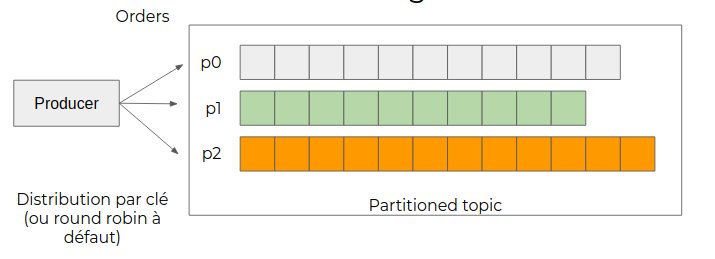 Orders
p0
Producer
p1
p2
Distribution par clé
(ou round robin à
défaut)
Partitioned topic